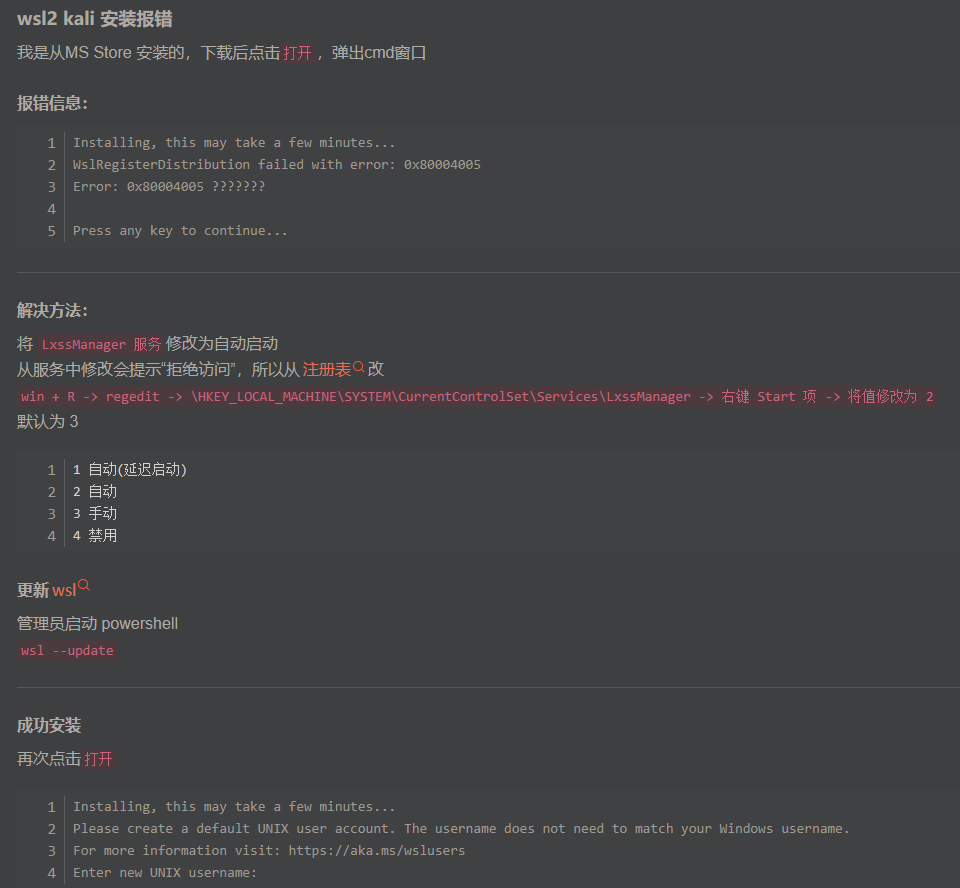 wsl2 kali 安装报错
我是从MS Store 安装的，下载后点击 打开 ，弹出cmd窗口
报错信息：
1 Installing, this may take a few minutes...
2 WslRegisterDistribution failed with error: 0x80004005
3 Error: 0x80004005 ???????
4
5 Press any key to continue...
解决方法：
将 LxssManager 服务 修改为自动启动
从服务中修改会提示“拒绝访问”，所以从 注册表 改
win + R -> regedit -> \HKEY_LOCAL_MACHINE\SYSTEM\CurrentControlSet\Services\LxssManager -> 右键 Start 项 -> 将值修改为 2
默认为 3
1 1 自动(延迟启动)
2 2 自动
3 3 手动
4 4 禁用
更新 wsl
管理员启动 powershell
wsl --update
成功安装
再次点击 打开
1 Installing, this may take a few minutes...
2 Please create a default UNIX user account. The username does not need to match your Windows username.
3 For more information visit: https://aka.ms/wslusers
4 Enter new UNIX username: